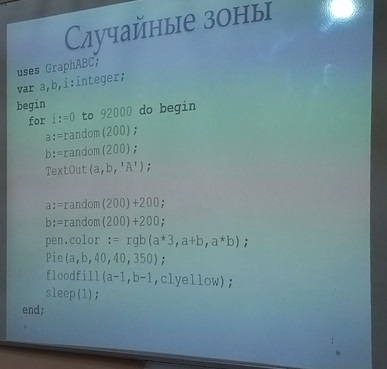 Случайные зоны
uses GraphABC;
var a,b,i:integer;
begin
for i:=0 to 92000 do begin
a:=random(200);
b:=random(200);
TextOut(a,b,'A');
a:=random(200)+200;
b:=random(200)+200;
pen.color := rgb(a*3,a+b,a*b);
Pie(a,b,40,40,350);
floodfill(a-1,b-1,clyellow);
sleep(1);
end;